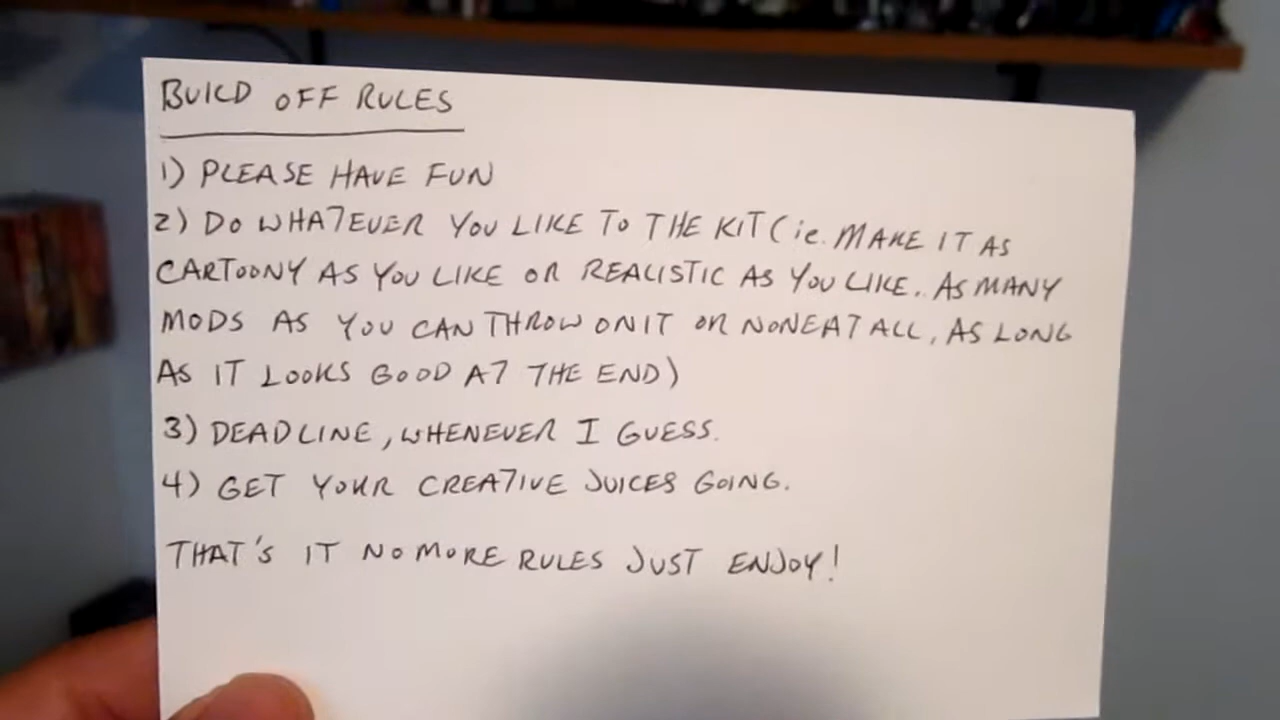 BUILD OFF RULES
1) PLEASE HAVE FUN
2) DO WHATEVER YOU LIKE TO THE KIT (ie. MAKE IT AS
CARTOONY AS YOU LIKE OR REALISTIC AS YOU LIKE. AS MANY
MODS AS YOU CAN THROW ON IT OR NONE AT ALL, AS LONG
AS IT LOOKS GOOD AT THE END)
3) DEADLINE, WHENEVER I GUESS.
4) GET YOUR CREATIVE JUICES GOING.
THAT'S IT NO MORE RULES JUST ENJOY!